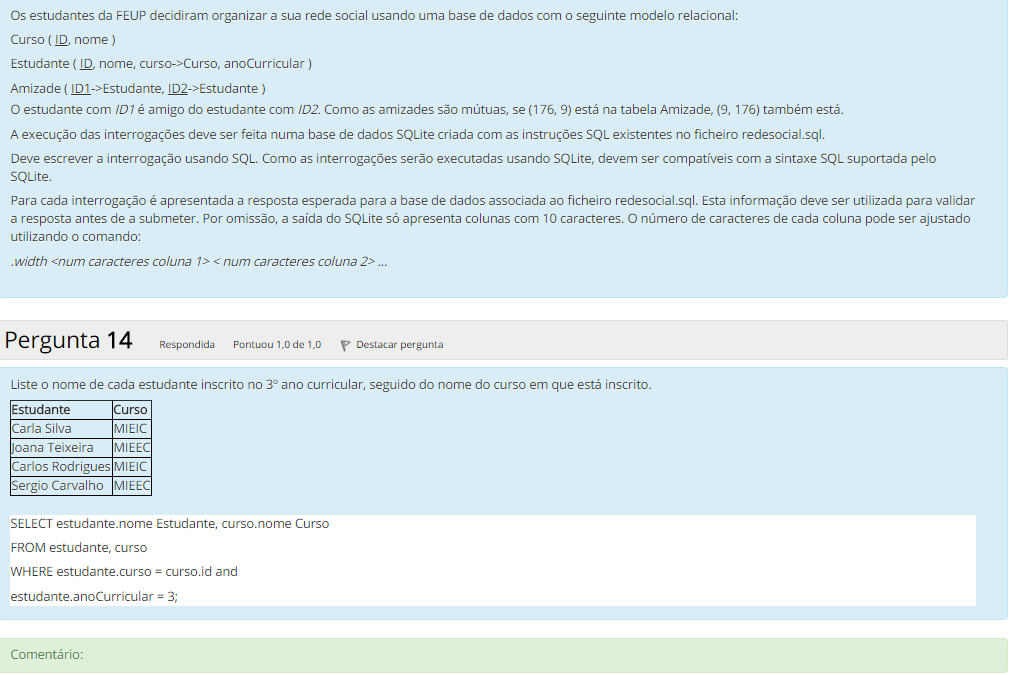 Os estudantes da FEUP decidiram organizar a sua rede social usando uma base de dados com o seguinte modelo relacional:
Curso ( ID, nome )
Estudante ( ID, nome, curso->Curso, anoCurricular )
Amizade ( ID1->Estudante, ID2->Estudante )
O estudante com ID1 é amigo do estudante com ID2. Como as amizades são mútuas, se (176, 9) está na tabela Amizade, (9, 176) também está.
A execução das interrogações deve ser feita numa base de dados SQLite criada com as instruções SQL existentes no ficheiro redesocial.sql.
Deve escrever a interrogação usando SQL. Como as interrogações serão executadas usando SQLite, devem ser compatíveis com a sintaxe SQL suportada pelo
SQLite.
Para cada interrogação é apresentada a resposta esperada para a base de dados associada ao ficheiro redesocial.sql. Esta informação deve ser utilizada para validar
a resposta antes de a submeter. Por omissão, a saída do SQLite só apresenta colunas com 10 caracteres. O número de caracteres de cada coluna pode ser ajustado
utilizando o comando:
.width <num caracteres coluna 1> < num caracteres coluna 2> ...
Pergunta 14 Respondida Pontuou 1,0 de 1,0 Destacar pergunta
Liste o nome de cada estudante inscrito no 3º ano curricular, seguido do nome do curso em que está inscrito.
Estudante Curso
Carla Silva MIEIC
Joana Teixeira MIEEC
Carlos Rodrigues MIEIC
Sergio Carvalho MIEEC
SELECT estudante.nome Estudante, curso.nome Curso
FROM estudante, curso
WHERE estudante.curso = curso.id and
estudante.anoCurricular = 3;
Comentário: